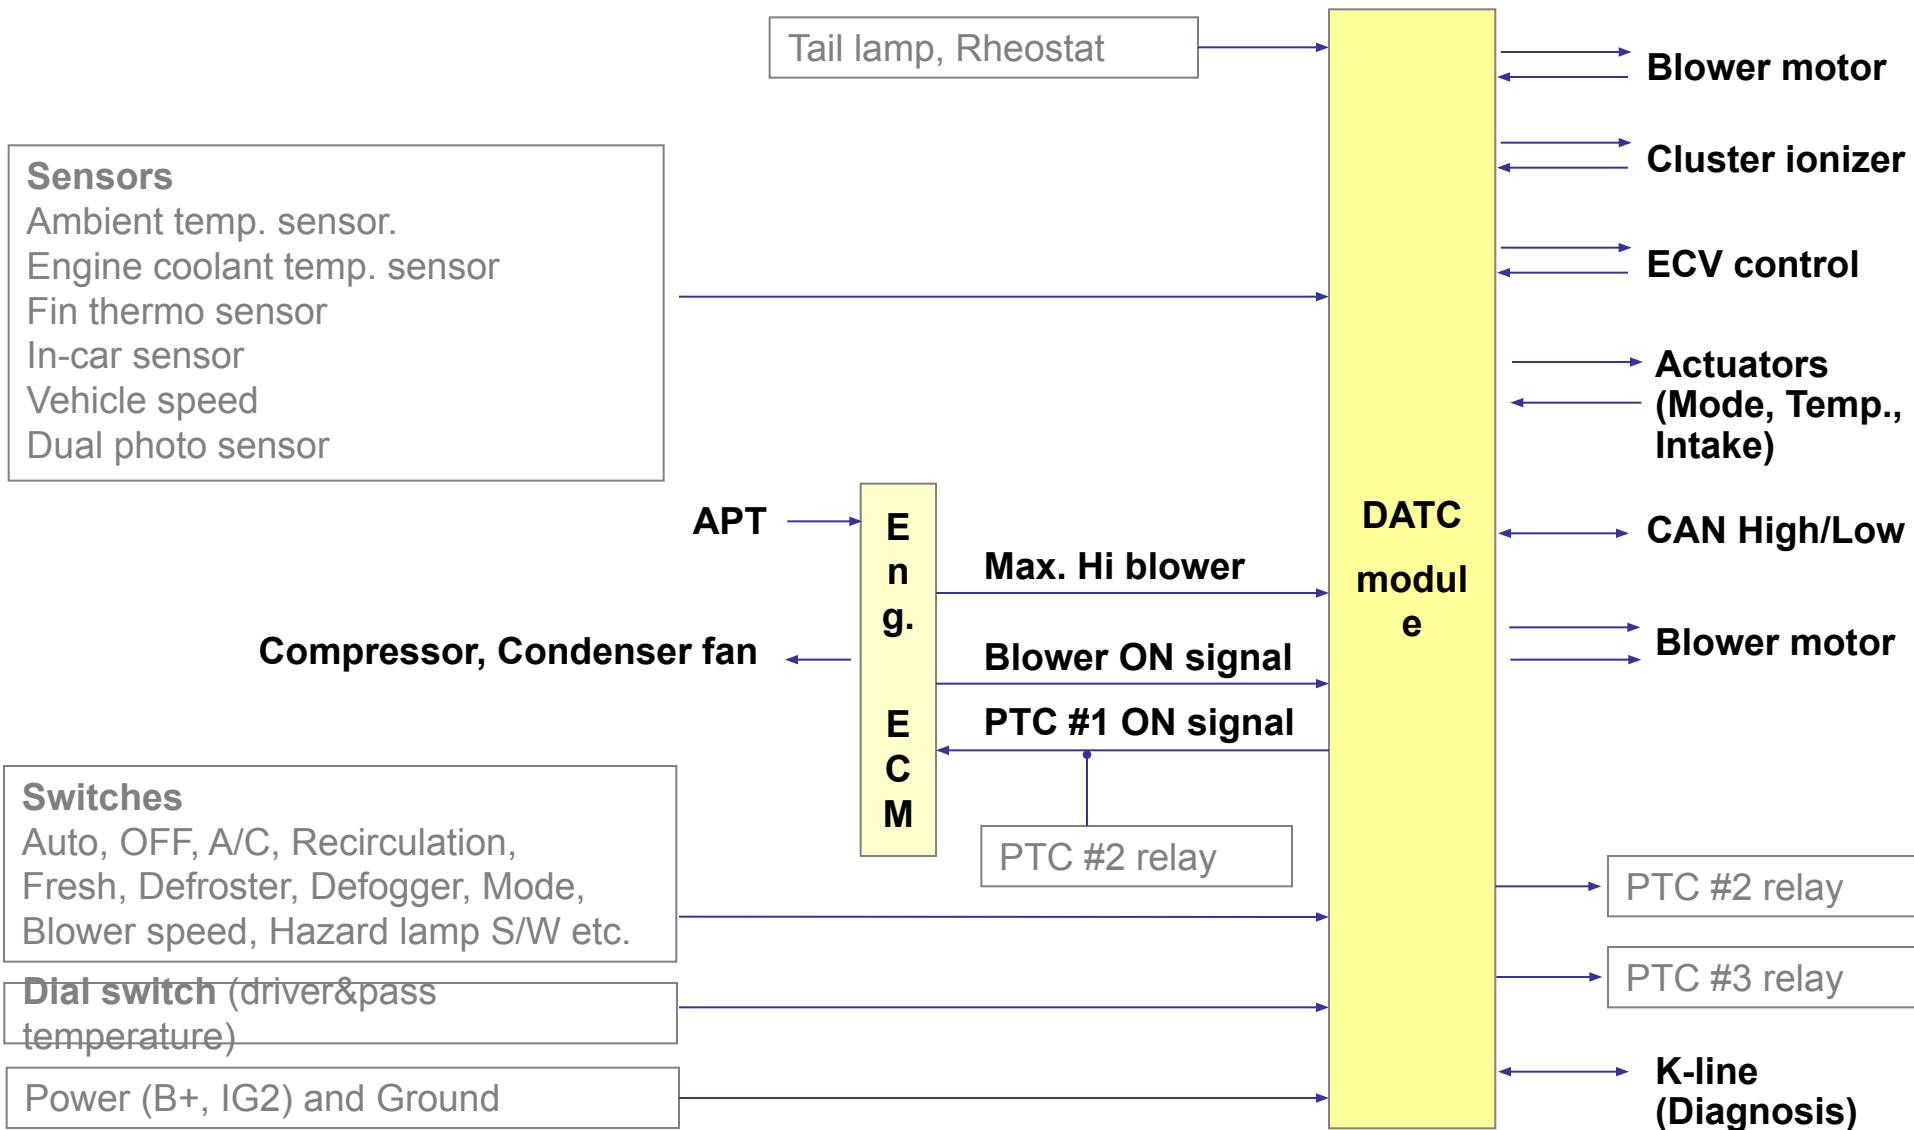 Tail lamp, Rheostat
Blower motor
Cluster ionizer
Sensors
Ambient temp. sensor.
Engine coolant temp. sensor
Fin thermo sensor
In-car sensor
Vehicle speed
Dual photo sensor
ECV control
Actuators
(Mode, Temp.,
Intake)
APT
E
n
g.
E
C
M
Max. Hi blower
DATC
modul
e
CAN High/Low
Compressor, Condenser fan
Blower ON signal
Blower motor
PTC #1 ON signal
Switches
Auto, OFF, A/C, Recirculation,
Fresh, Defroster, Defogger, Mode,
Blower speed, Hazard lamp S/W etc.
PTC #2 relay
PTC #2 relay
PTC #3 relay
Dial switch (driver&pass
temperature)
Power (B+, IG2) and Ground
K-line
(Diagnosis)